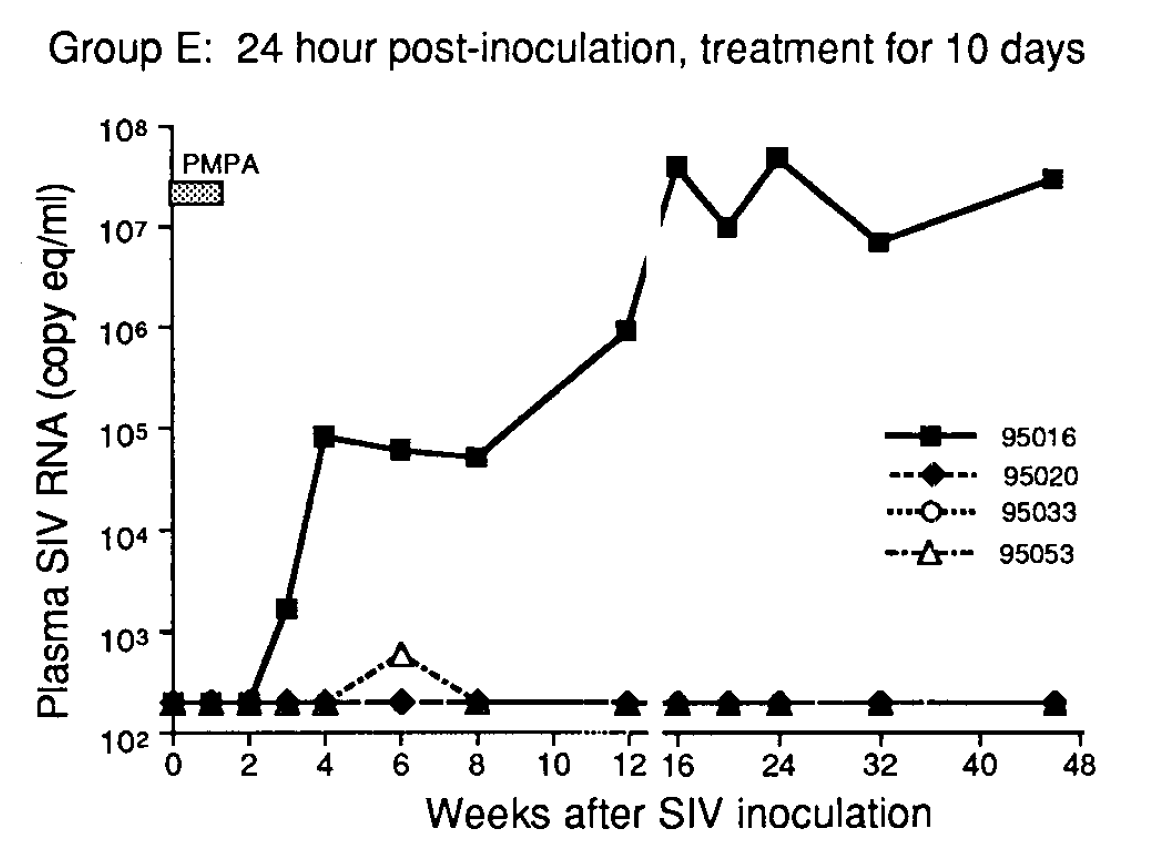 Group E: 24 hour post-inoculation, treatment for 10 days
10⁸
PMPA
10⁷
10⁶
10⁵
10⁴
10³
10²
Plasma SIV RNA (copy eq/ml)
95016
95020
95033
95053
0 2 4 6 8 10 12 16 24 32 40 48
Weeks after SIV inoculation